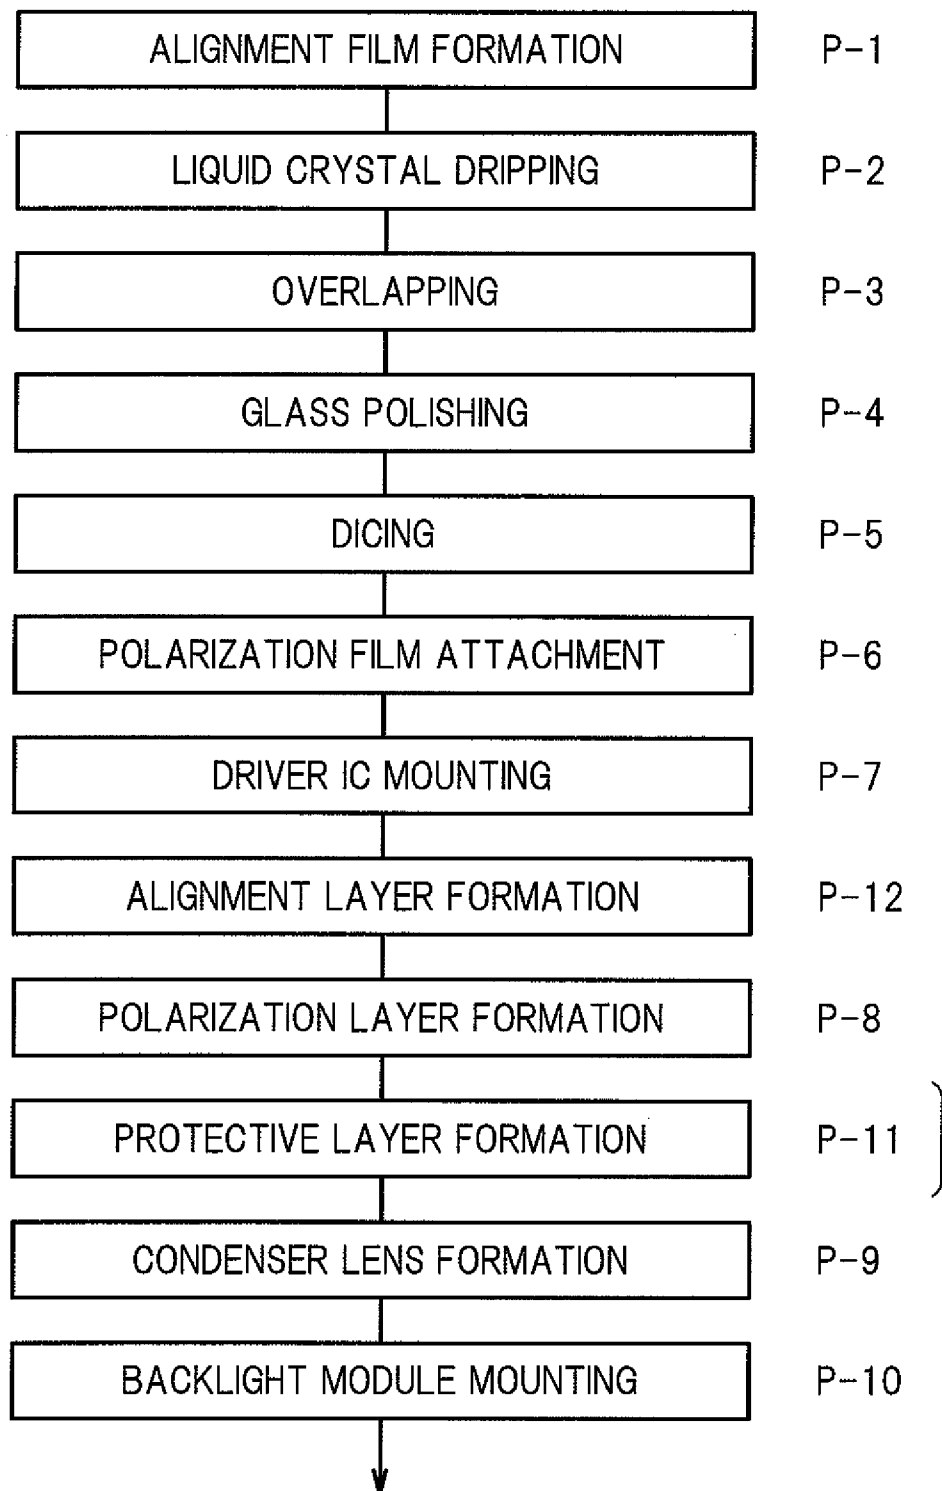 ALIGNMENT FILM FORMATION P-1
LIQUID CRYSTAL DRIPPING P-2
OVERLAPPING P-3
GLASS POLISHING P-4
DICING P-5
POLARIZATION FILM ATTACHMENT P-6
DRIVER IC MOUNTING P-7
ALIGNMENT LAYER FORMATION P-12
POLARIZATION LAYER FORMATION P-8
PROTECTIVE LAYER FORMATION P-11
CONDENSER LENS FORMATION P-9
BACKLIGHT MODULE MOUNTING P-10